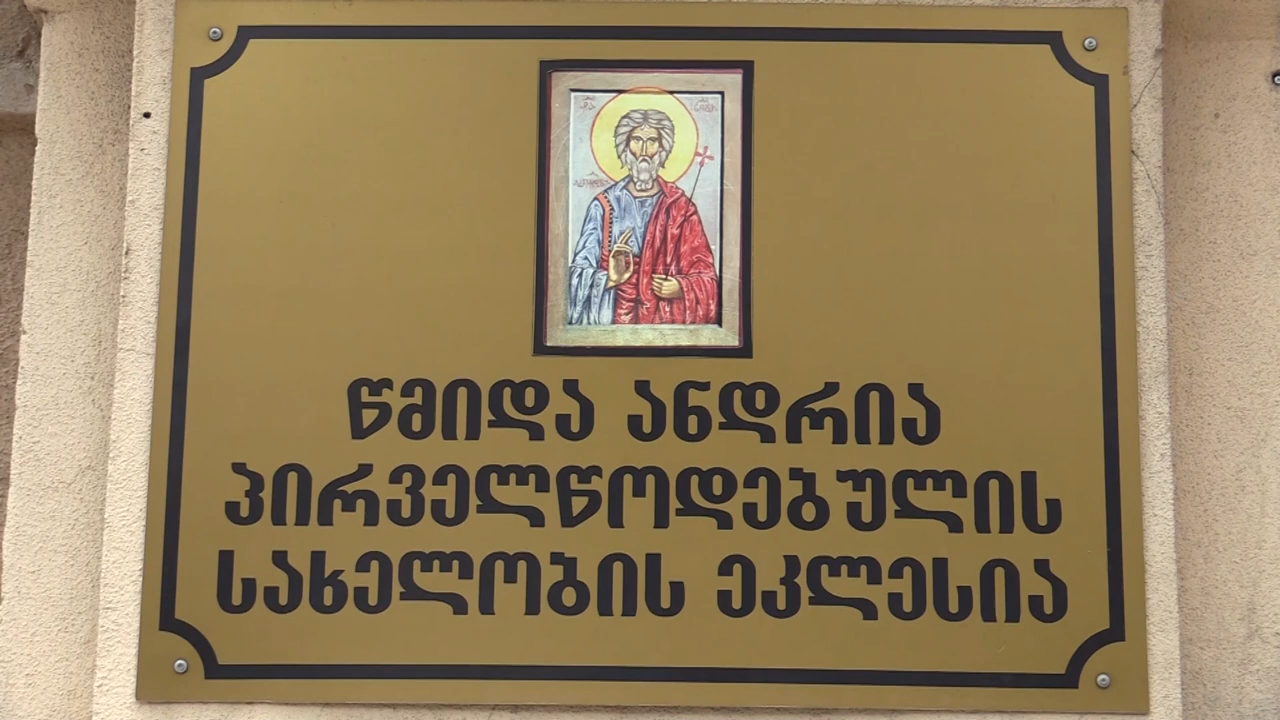 წმიდა ანდრია
პირველწოდებულის
სახელობის ეკლესია